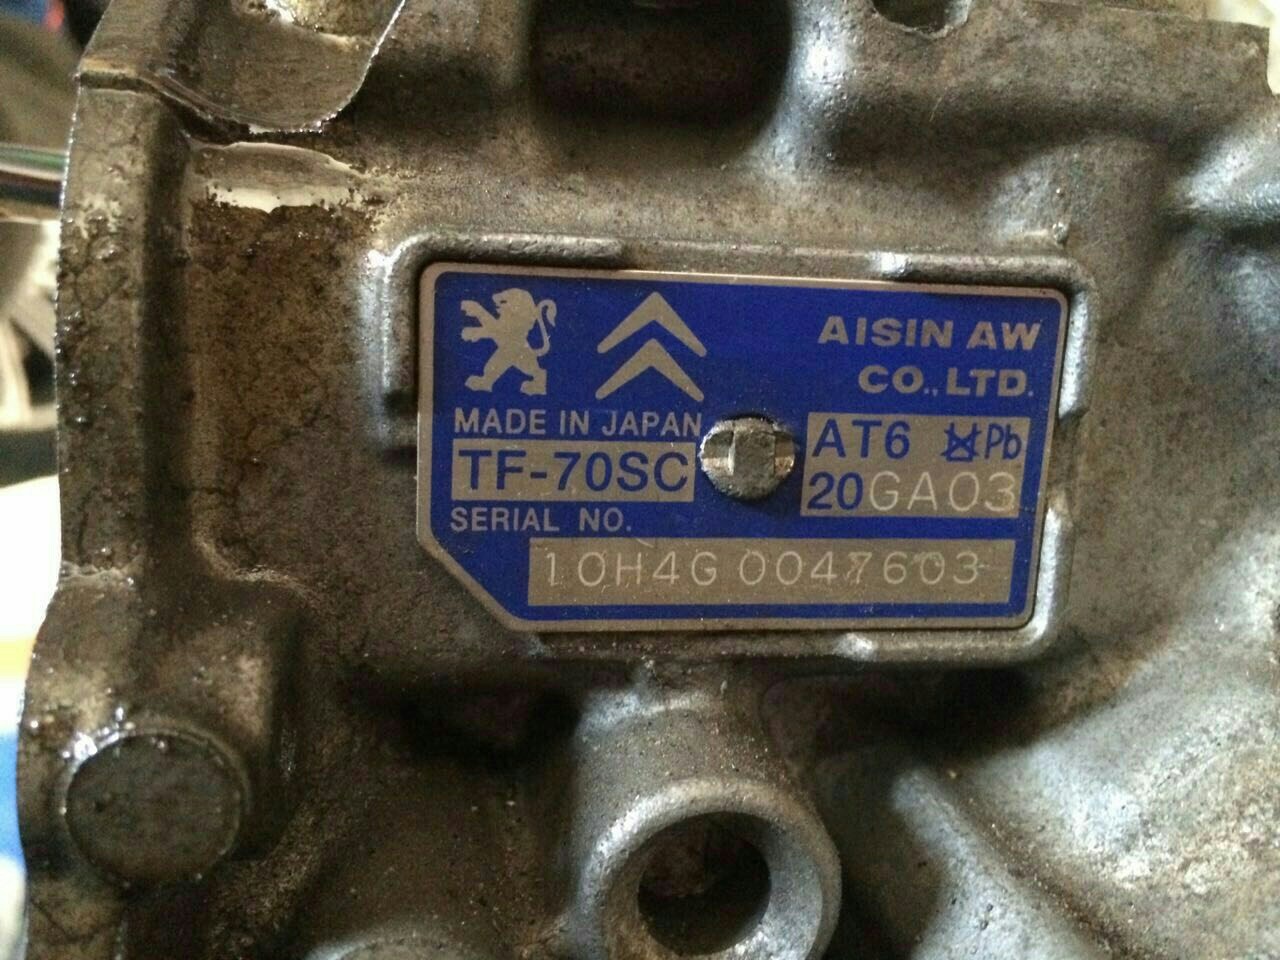 AISIN AW
CO., LTD.
MADE IN JAPAN
TF-70SC
AT6 Pb
20GA03
SERIAL NO.
10H4G 0047603